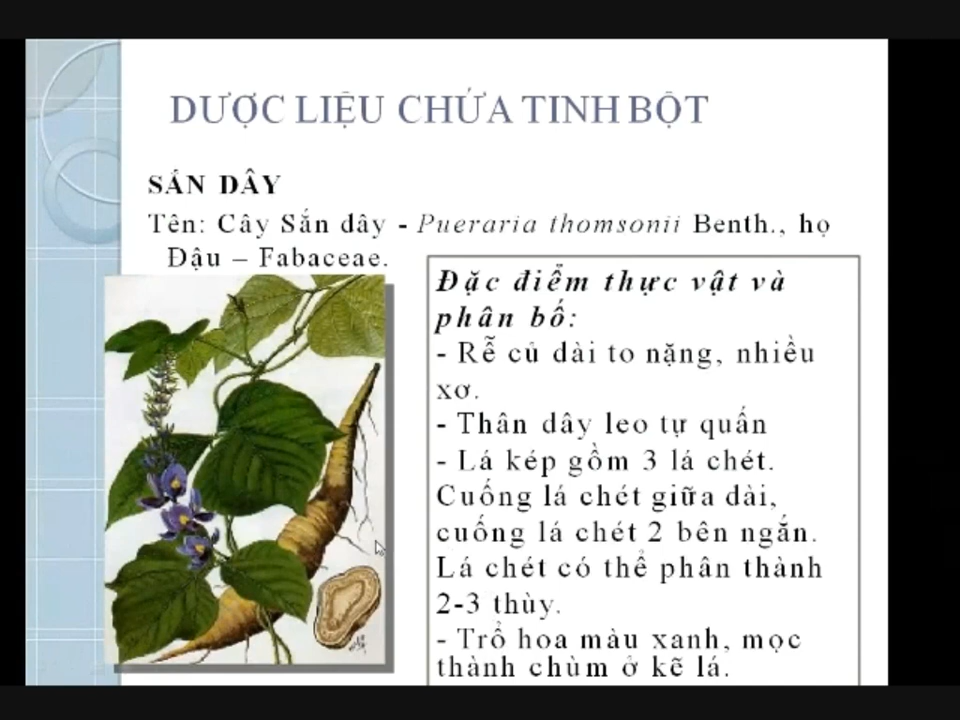 DƯỢC LIỆU CHỨA TINH BỘT
SẮN DÂY
Tên: Cây Sắn dây - Pueraria thomsonii Benth., họ
Đậu – Fabaceae.
Đặc điểm thực vật và
phân bố:
- Rễ củ dài to nặng, nhiều
xơ.
- Thân dây leo tự quấn
- Lá kép gồm 3 lá chét.
Cuống lá chét giữa dài,
cuống lá chét 2 bên ngắn.
Lá chét có thể phân thành
2-3 thùy.
- Trổ hoa màu xanh, mọc
thành chùm ở kẽ lá.